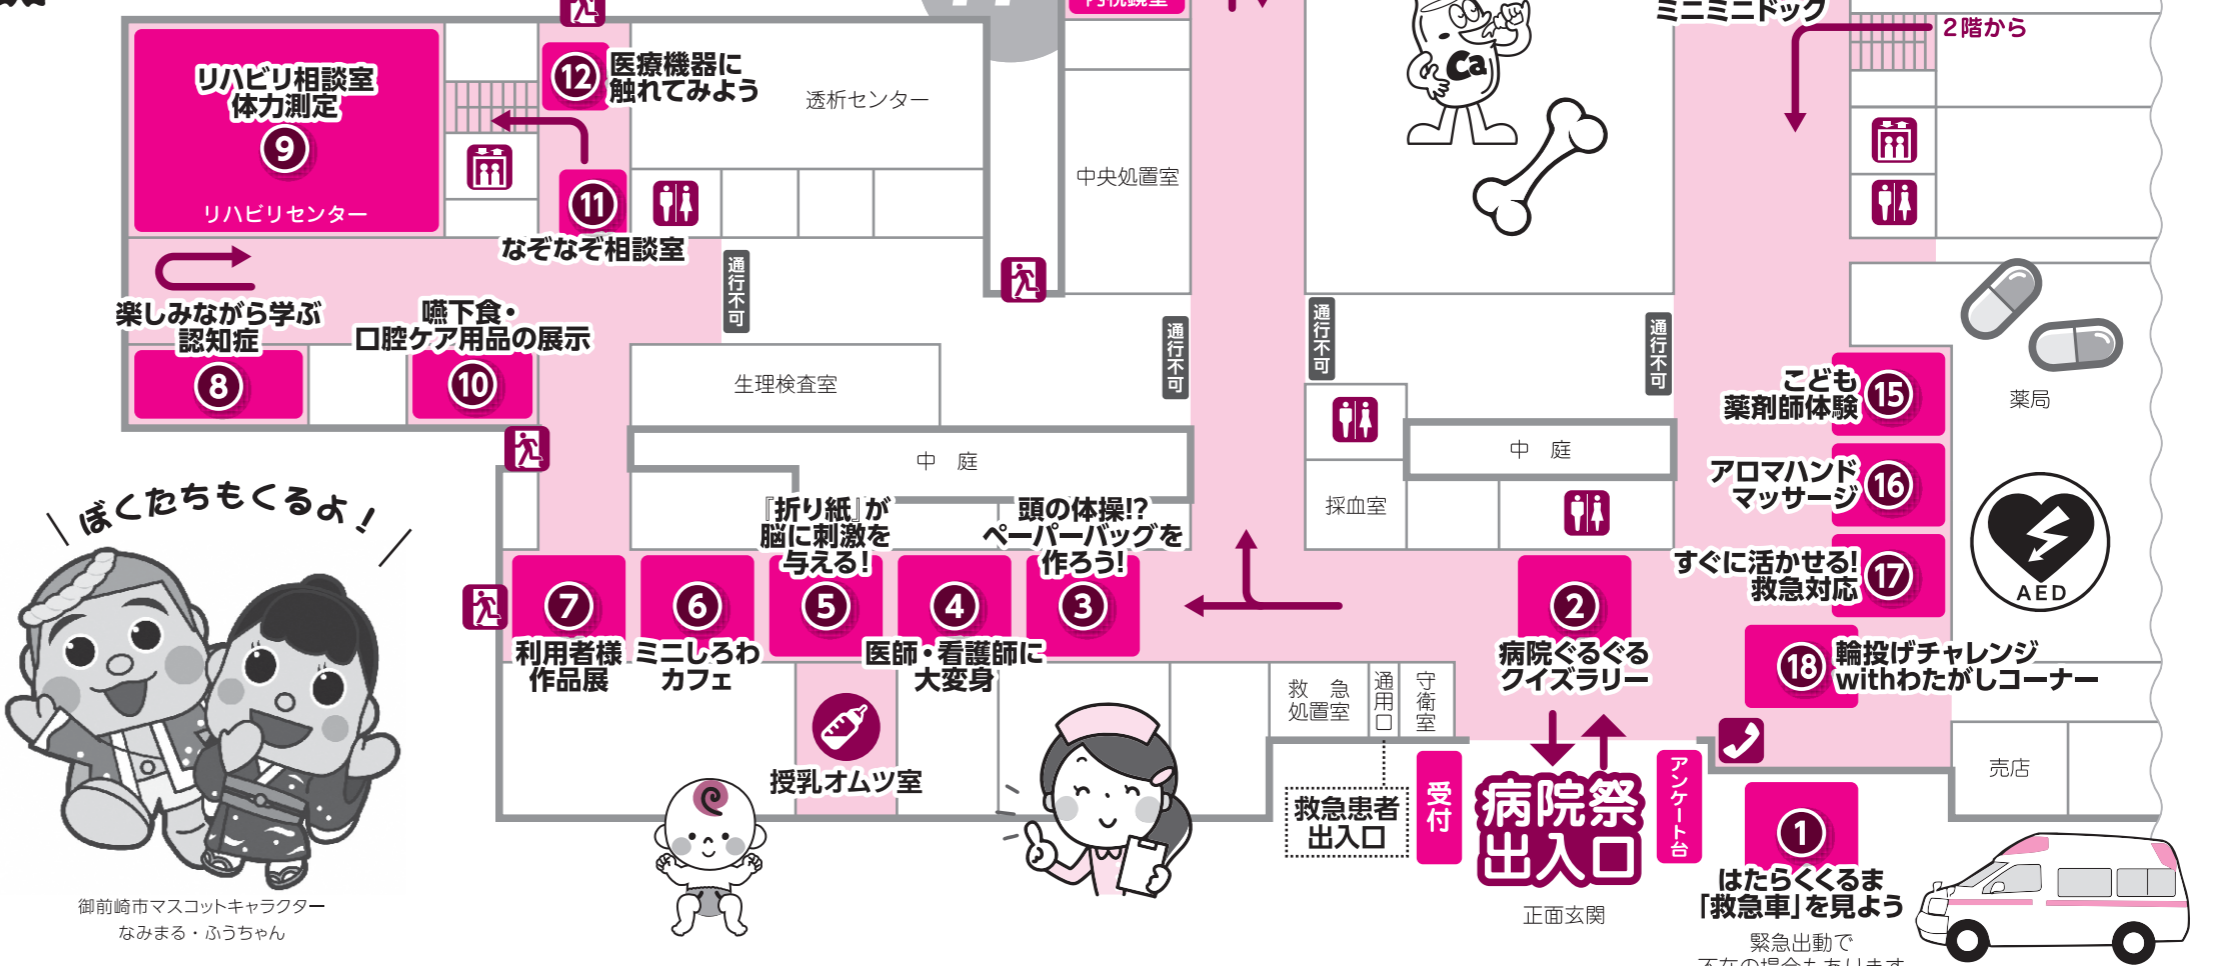 ミニミニドック
2階から
リハビリ相談室
体力測定
9
リハビリセンター
12
医療機器に
触れてみよう
透析センター
中央処置室
Ca
11
なぞなぞ相談室
通行不可
通行不可
通行不可
通行不可
楽しみながら学ぶ
認知症
8
嚥下食・
口腔ケア用品の展示
10
生理検査室
中 庭
中 庭
採血室
こども
薬剤師体験
15
薬局
アロマハンド
マッサージ
16
すぐに活かせる!
救急対応
17
AED
18
輪投げチャレンジ
withわたがしコーナー
ぼくたちもくるよ!
7
利用者様
作品展
6
ミニしろわ
カフェ
『折り紙』が
脳に刺激を
与える!
5
4
医師・看護師に
大変身
頭の体操!?
ペーパーバッグを
作ろう!
3
2
病院ぐるぐる
クイズラリー
授乳オムツ室
救 急
処置室
通用口
守衛室
救急患者
出入口
受付
病院祭
出入口
アンケート台
正面玄関
売店
1
はたらくくるま
「救急車」を見よう
緊急出動で
不在の場合もあります
御前崎市マスコットキャラクター
なみまる・ふうちゃん